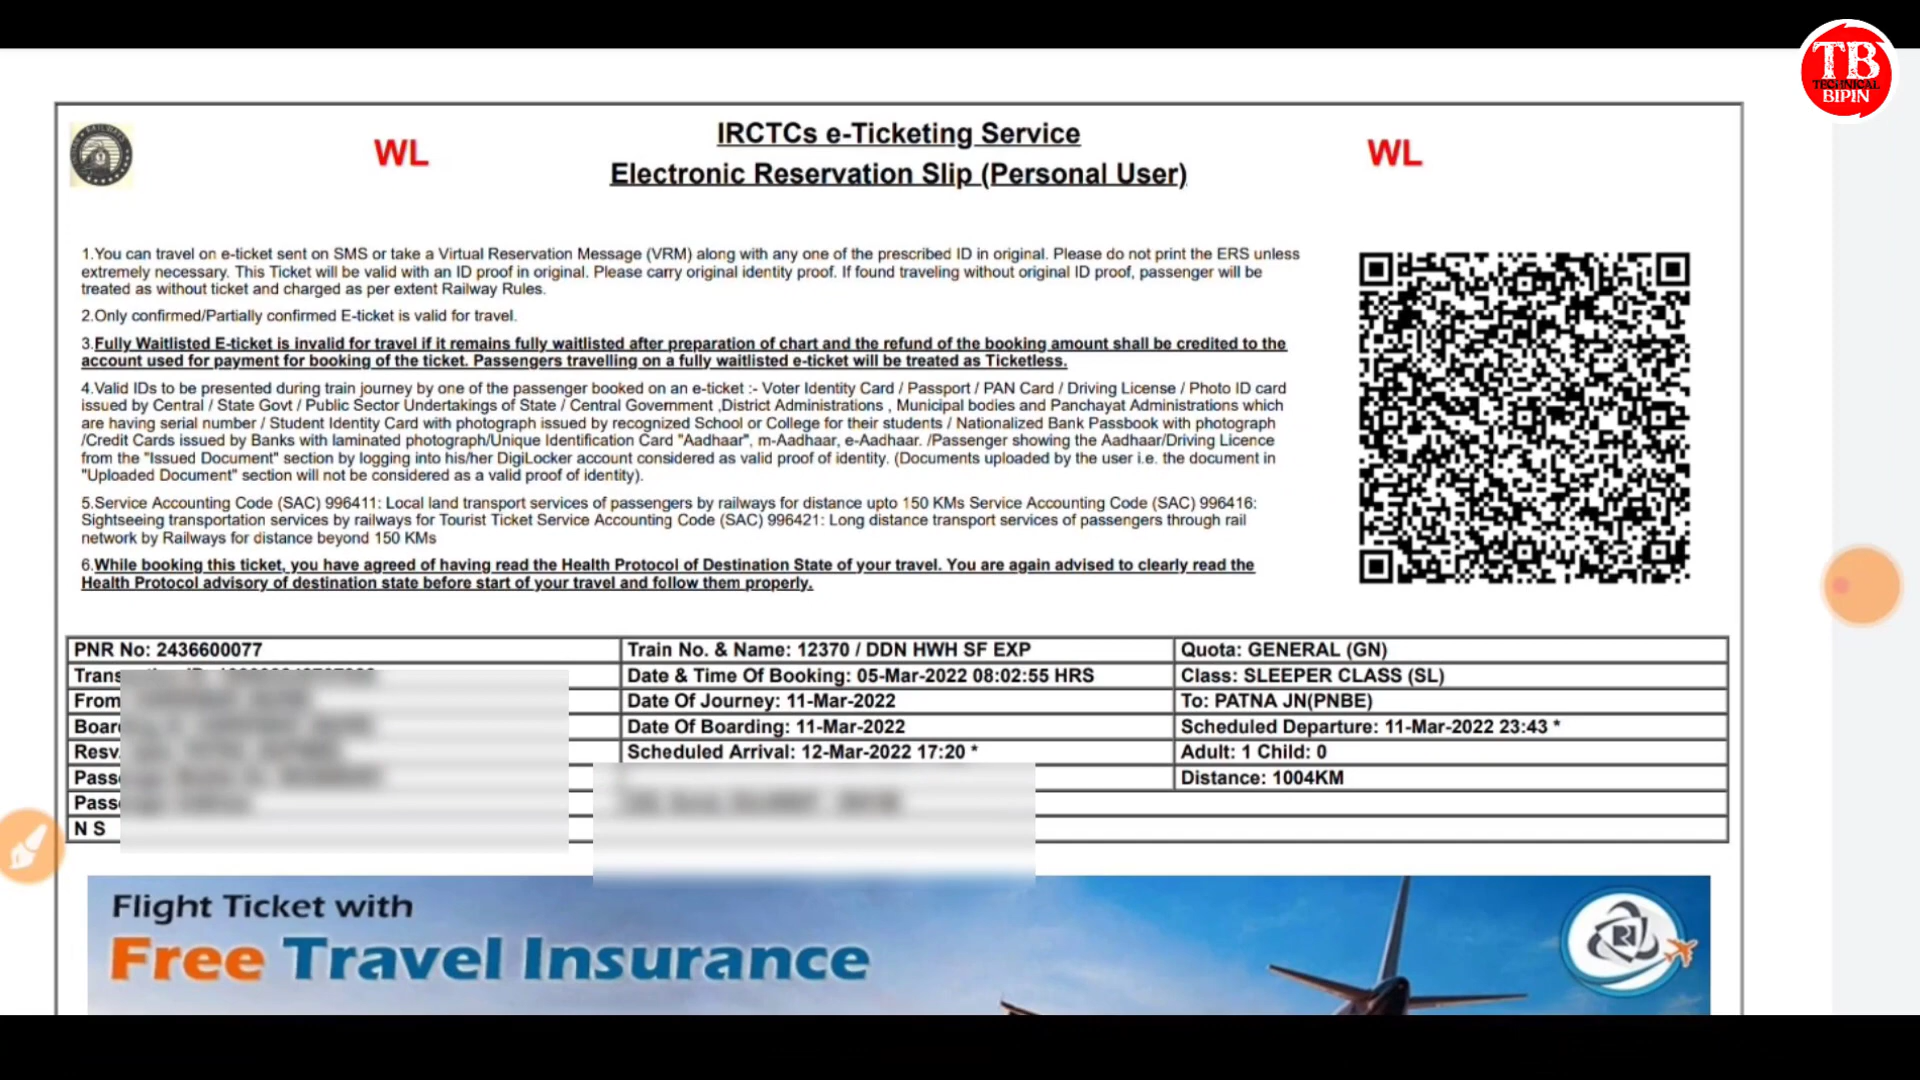 TB
TECHNICAL
BIPIN
WL
IRCTCs e-Ticketing Service
WL
Electronic Reservation Slip (Personal User)
1.You can travel on e-ticket sent on SMS or take a Virtual Reservation Message (VRM) along with any one of the prescribed ID in original. Please do not print the ERS unless
extremely necessary. This Ticket will be valid with an ID proof in original. Please carry original identity proof. If found traveling without original ID proof, passenger will be
treated as without ticket and charged as per extent Railway Rules.
2.Only confirmed/Partially confirmed E-ticket is valid for travel.
3.Fully Waitlisted E-ticket is invalid for travel if it remains fully waitlisted after preparation of chart and the refund of the booking amount shall be credited to the
account used for payment for booking of the ticket. Passengers travelling on a fully waitlisted e-ticket will be treated as Ticketless.
4.Valid IDs to be presented during train journey by one of the passenger booked on an e-ticket :- Voter Identity Card / Passport / PAN Card / Driving License / Photo ID card
issued by Central / State Govt / Public Sector Undertakings of State / Central Government ,District Administrations , Municipal bodies and Panchayat Administrations which
are having serial number / Student Identity Card with photograph issued by recognized School or College for their students / Nationalized Bank Passbook with photograph
/Credit Cards issued by Banks with laminated photograph/Unique Identification Card "Aadhaar", m-Aadhaar, e-Aadhaar. /Passenger showing the Aadhaar/Driving Licence
from the "Issued Document" section by logging into his/her DigiLocker account considered as valid proof of identity. (Documents uploaded by the user i.e. the document in
"Uploaded Document" section will not be considered as a valid proof of identity).
5.Service Accounting Code (SAC) 996411: Local land transport services of passengers by railways for distance upto 150 KMs Service Accounting Code (SAC) 996416:
Sightseeing transportation services by railways for Tourist Ticket Service Accounting Code (SAC) 996421: Long distance transport services of passengers through rail
network by Railways for distance beyond 150 KMs
6.While booking this ticket, you have agreed of having read the Health Protocol of Destination State of your travel. You are again advised to clearly read the
Health Protocol advisory of destination state before start of your travel and follow them properly.
PNR No: 2436600077
Train No. & Name: 12370 / DDN HWH SF EXP
Quota: GENERAL (GN)
Trans
Date & Time Of Booking: 05-Mar-2022 08:02:55 HRS
Class: SLEEPER CLASS (SL)
From
Date Of Journey: 11-Mar-2022
To: PATNA JN(PNBE)
Boar
Date Of Boarding: 11-Mar-2022
Scheduled Departure: 11-Mar-2022 23:43 *
Resv
Scheduled Arrival: 12-Mar-2022 17:20 *
Adult: 1 Child: 0
Pass
Distance: 1004KM
Pass
N S
Flight Ticket with
Free Travel Insurance